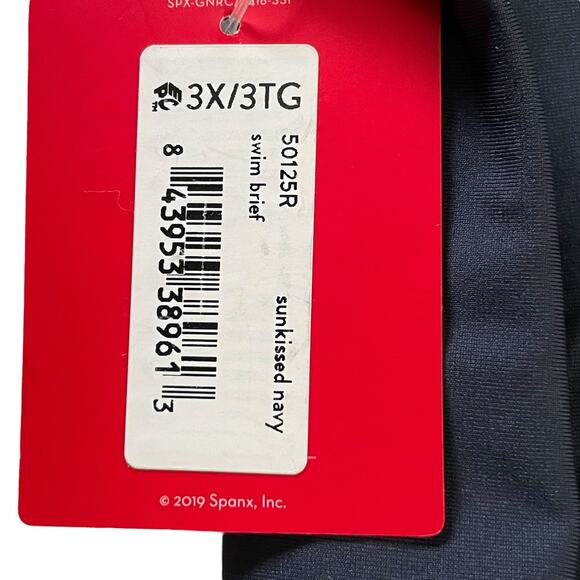 3X/3TG
50125R
swim brief
sunkissed navy
8 43953 38961 3
© 2019 Spanx, Inc.